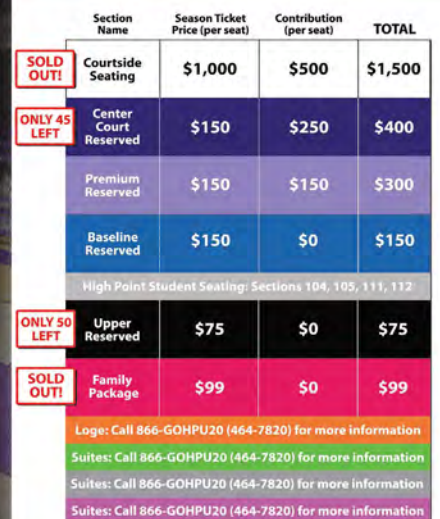 Section Name Season Ticket Price (per seat) Contribution (per seat) TOTAL
SOLD OUT! Courtside Seating $1,000 $500 $1,500
ONLY 45 LEFT Center Court Reserved $150 $250 $400
Premium Reserved $150 $150 $300
Baseline Reserved $150 $0 $150
High Point Student Seating: Sections 104, 105, 111, 112
ONLY 50 LEFT Upper Reserved $75 $0 $75
SOLD OUT! Family Package $99 $0 $99
Loge: Call 866-GOHPU20 (464-7820) for more information
Suites: Call 866-GOHPU20 (464-7820) for more information
Suites: Call 866-GOHPU20 (464-7820) for more information
Suites: Call 866-GOHPU20 (464-7820) for more information